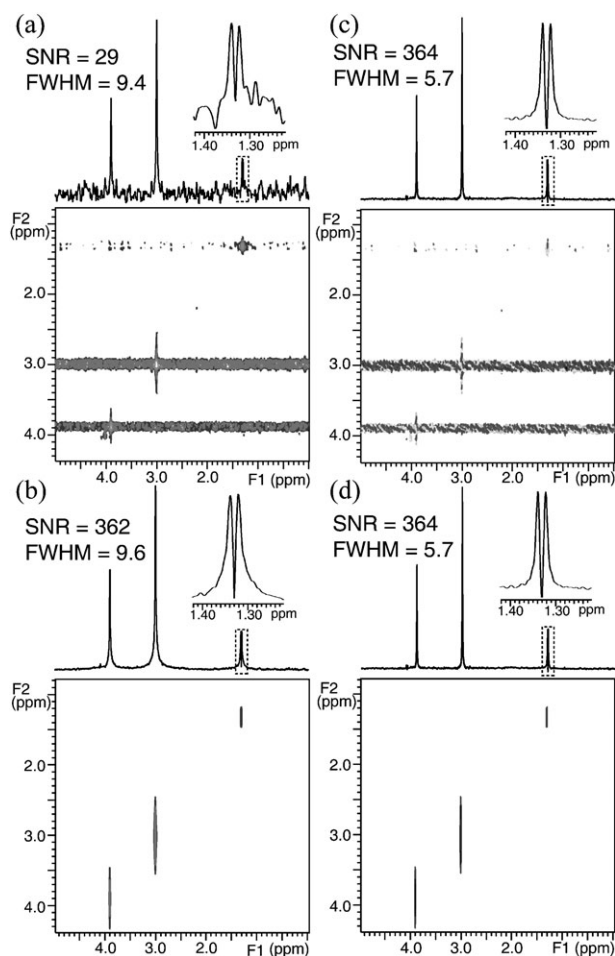 (a)
SNR = 29
FWHM = 9.4
1.40 1.30 ppm
F2
(ppm)
2.0
3.0
4.0
4.0 3.0 2.0 F1 (ppm)
(b)
SNR = 362
FWHM = 9.6
1.40 1.30 ppm
F2
(ppm)
2.0
3.0
4.0
4.0 3.0 2.0 F1 (ppm)
(c)
SNR = 364
FWHM = 5.7
ppm
1.40 1.30
F2
(ppm)
2.0
3.0
4.0
4.0 3.0 2.0 F1 (ppm)
(d)
SNR = 364
FWHM = 5.7
ppm
1.40 1.30
F2
(ppm)
2.0
3.0
4.0
4.0 3.0 2.0 F1 (ppm)